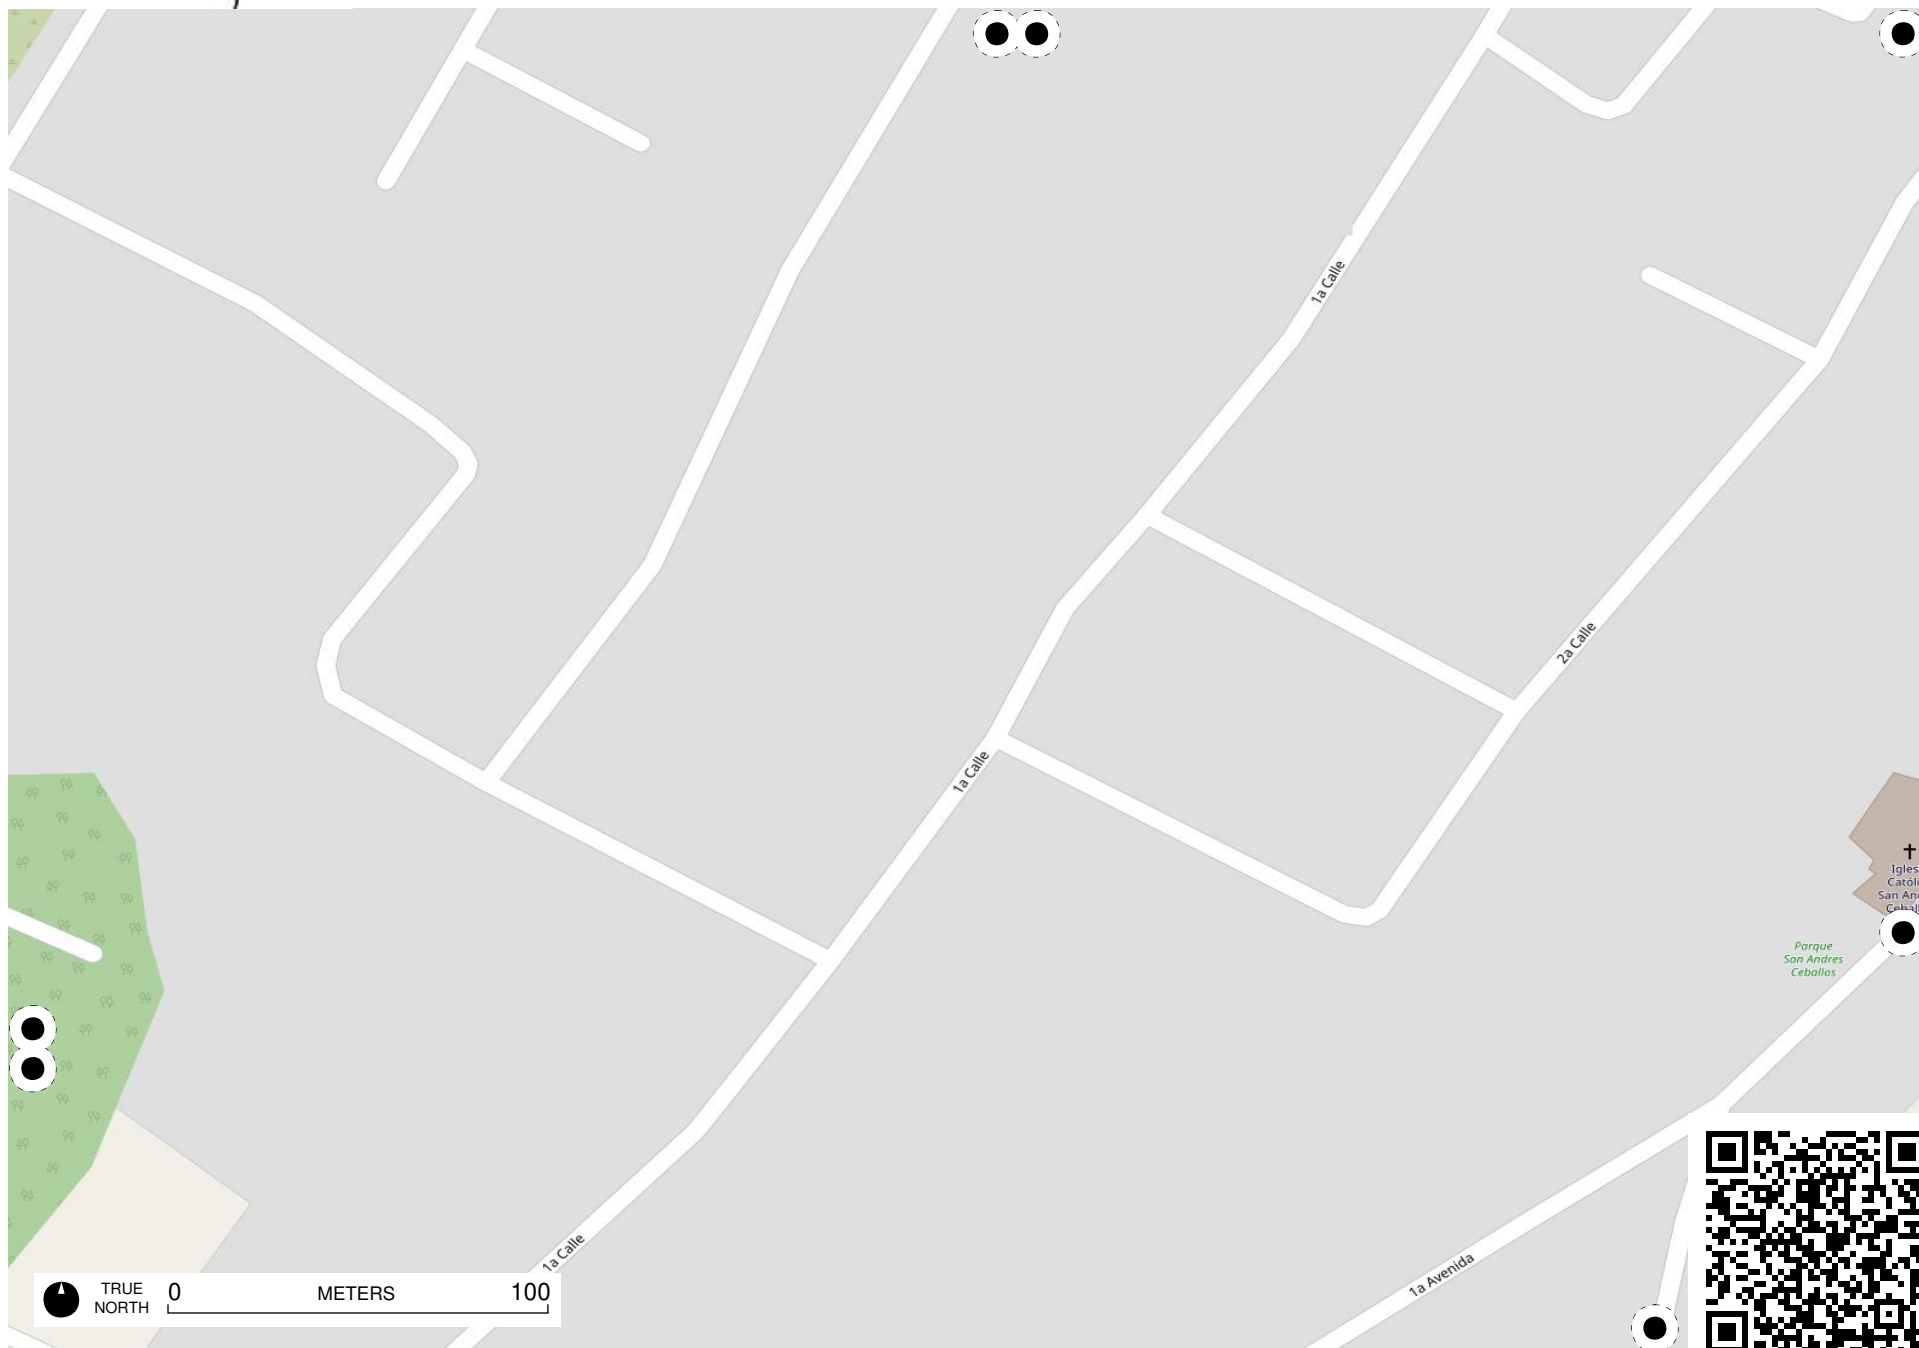 1a Calle
2a Calle
1a Calle
Parque
San Andres
Ceballos
1a Calle
1a Avenida
TRUE
NORTH
0
METERS
100